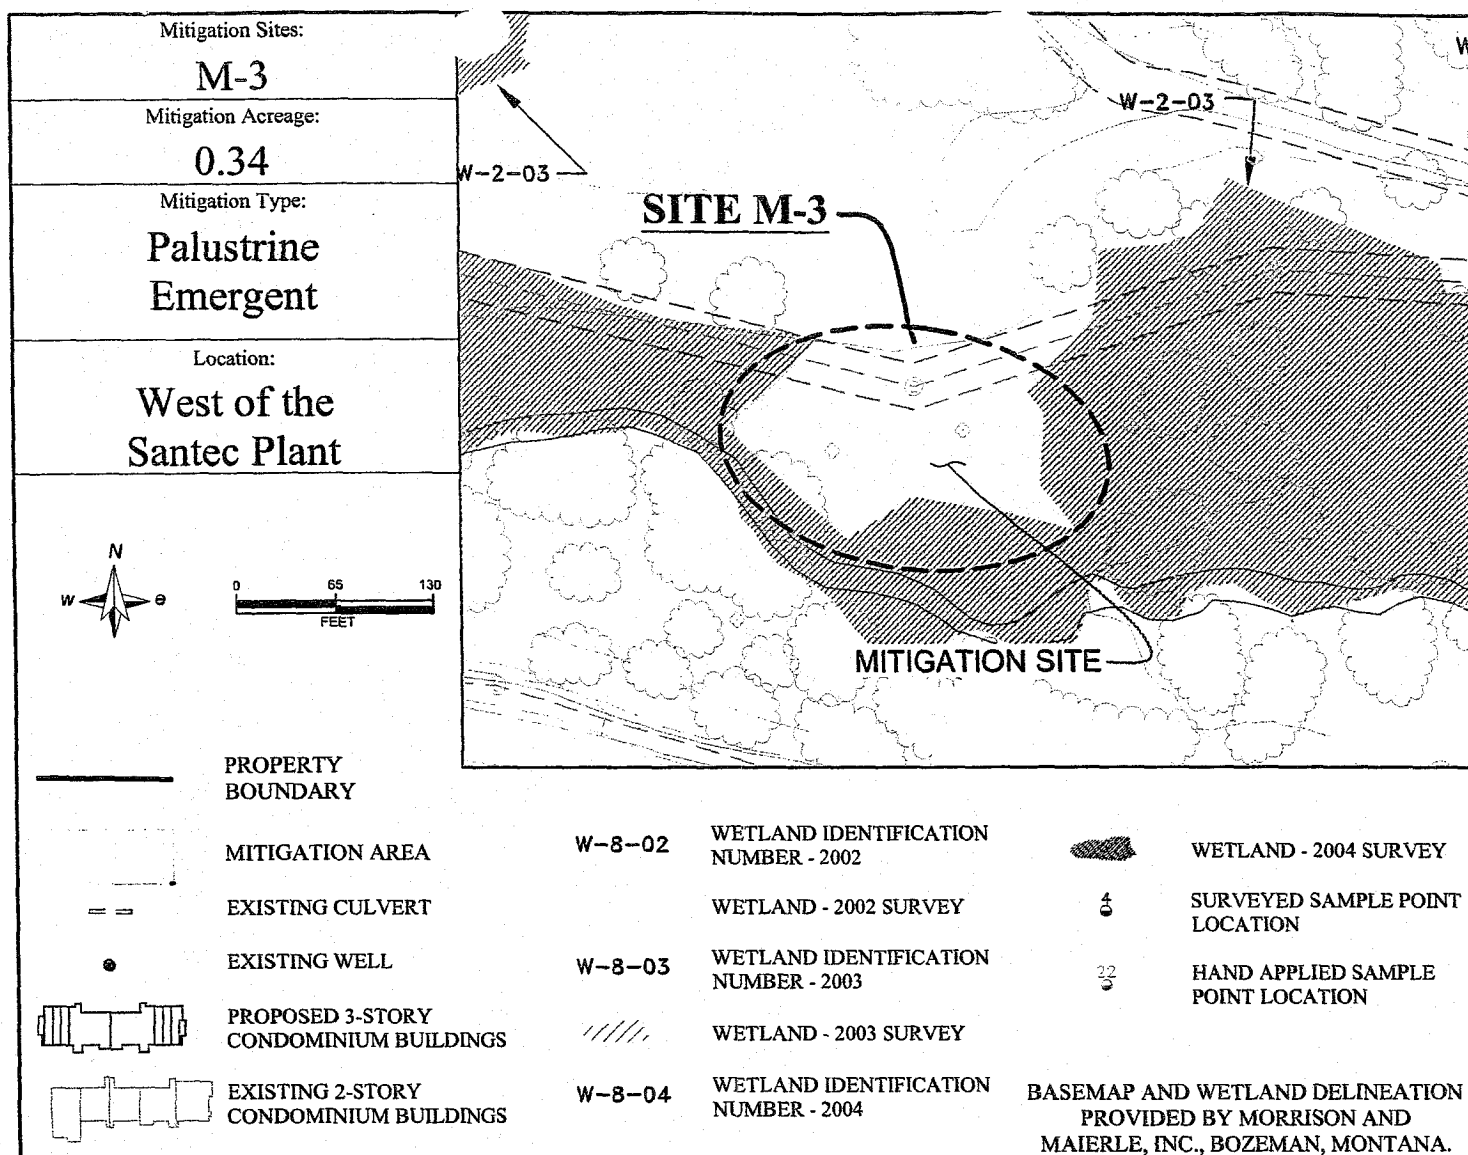 Mitigation Sites:
M-3
Mitigation Acreage:
0.34
Mitigation Type:
Palustrine
Emergent
Location:
West of the
Santec Plant
N
W
e
0 65 130
FEET
W-2-03
W-2-03
W
SITE M-3
MITIGATION SITE
PROPERTY
BOUNDARY
MITIGATION AREA
EXISTING CULVERT
EXISTING WELL
PROPOSED 3-STORY
CONDOMINIUM BUILDINGS
EXISTING 2-STORY
CONDOMINIUM BUILDINGS
W-8-02
WETLAND IDENTIFICATION
NUMBER - 2002
WETLAND - 2002 SURVEY
W-8-03
WETLAND IDENTIFICATION
NUMBER - 2003
WETLAND - 2003 SURVEY
W-8-04
WETLAND IDENTIFICATION
NUMBER - 2004
WETLAND - 2004 SURVEY
4
SURVEYED SAMPLE POINT
LOCATION
22
HAND APPLIED SAMPLE
POINT LOCATION
BASEMAP AND WETLAND DELINEATION
PROVIDED BY MORRISON AND
MAIERLE, INC., BOZEMAN, MONTANA.